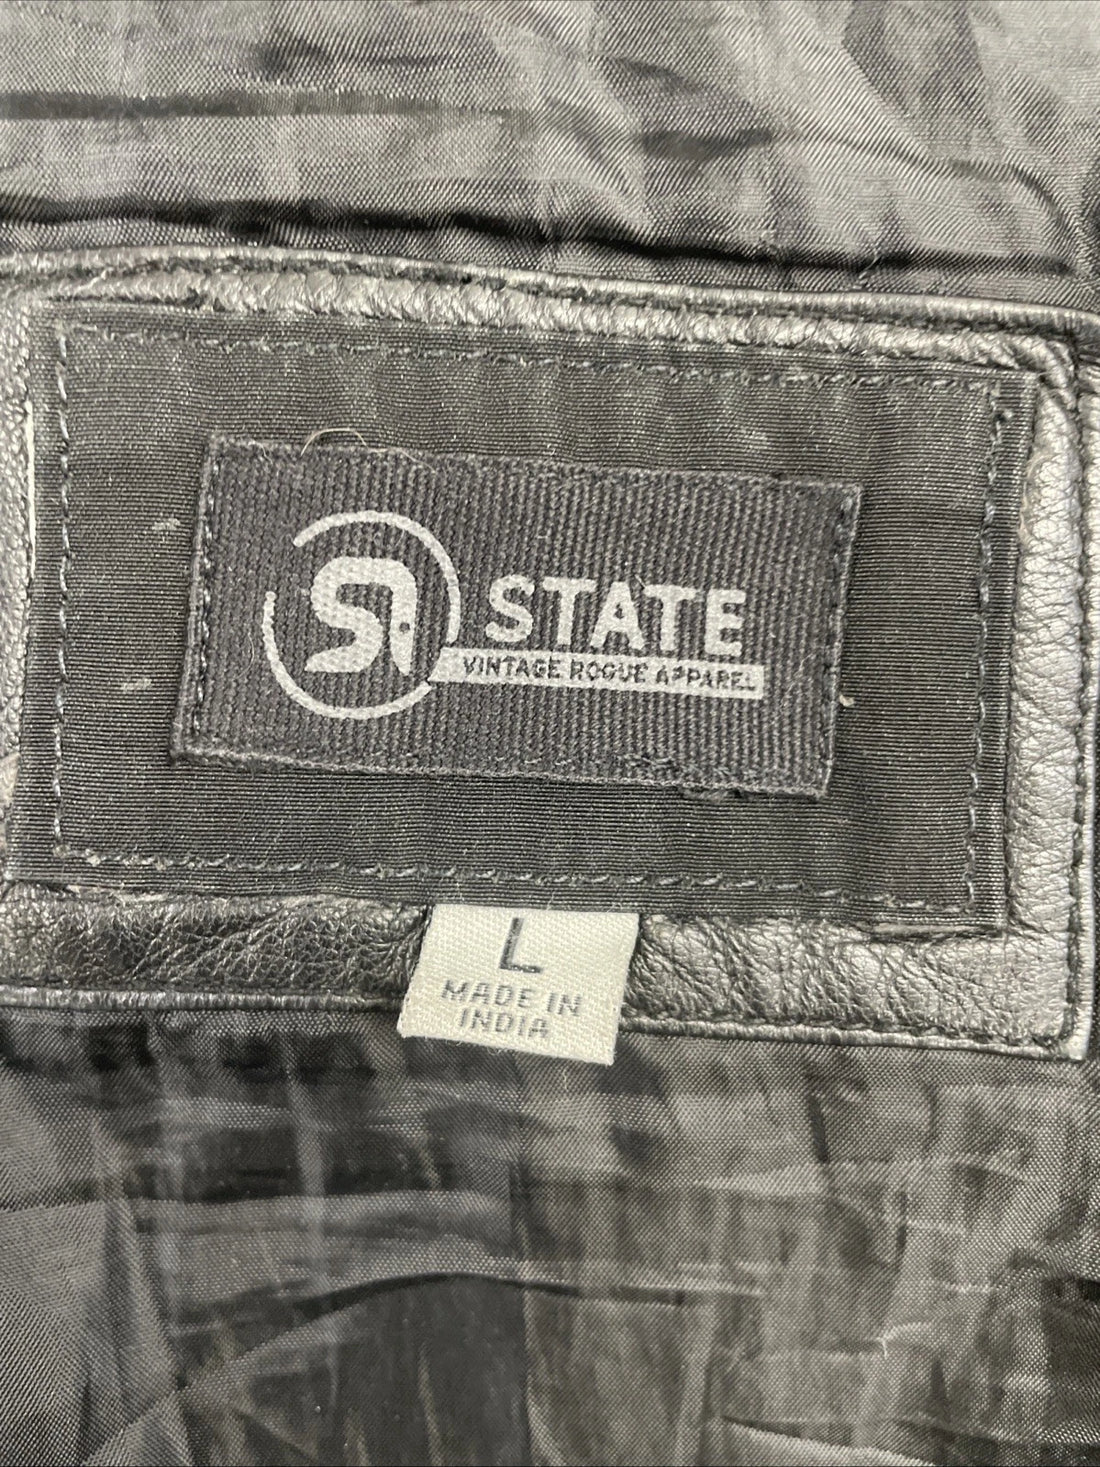 STATE
VINTAGE ROGUE APPAREL
L
MADE IN
INDIA